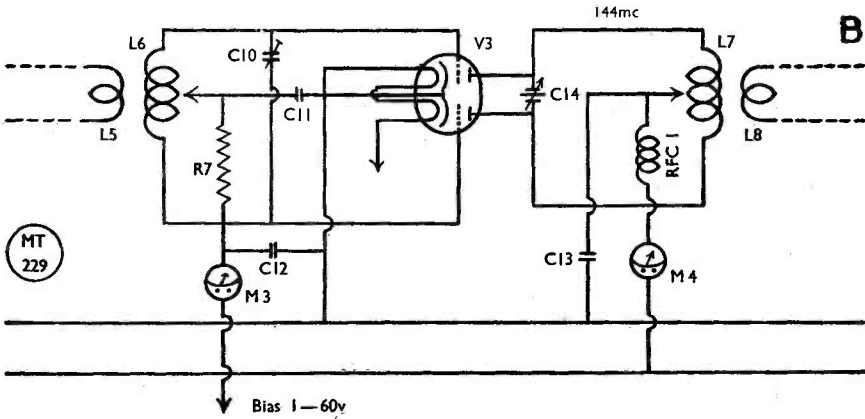 144mc
B
L6
C10
V3
L7
C11
C14
L5
R7
RFC 1
L8
MT
229
C12
C13
M3
M4
Bias 1—60v